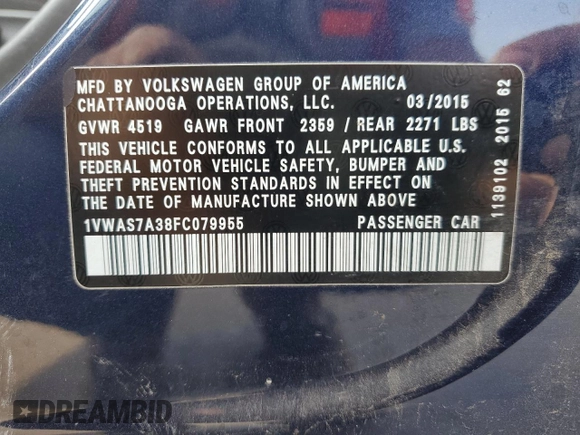 MFD BY VOLKSWAGEN GROUP OF AMERICA
CHATTANOOGA OPERATIONS, LLC. 03/2015
GVWR 4519 GAWR FRONT 2359 / REAR 2271 LBS
THIS VEHICLE CONFORMS TO ALL APPLICABLE U.S.
FEDERAL MOTOR VEHICLE SAFETY, BUMPER AND
THEFT PREVENTION STANDARDS IN EFFECT ON
THE DATE OF MANUFACTURE SHOWN ABOVE
1VWAS7A38FC079955 PASSENGER CAR
1139102 2015 62
DREAMBID